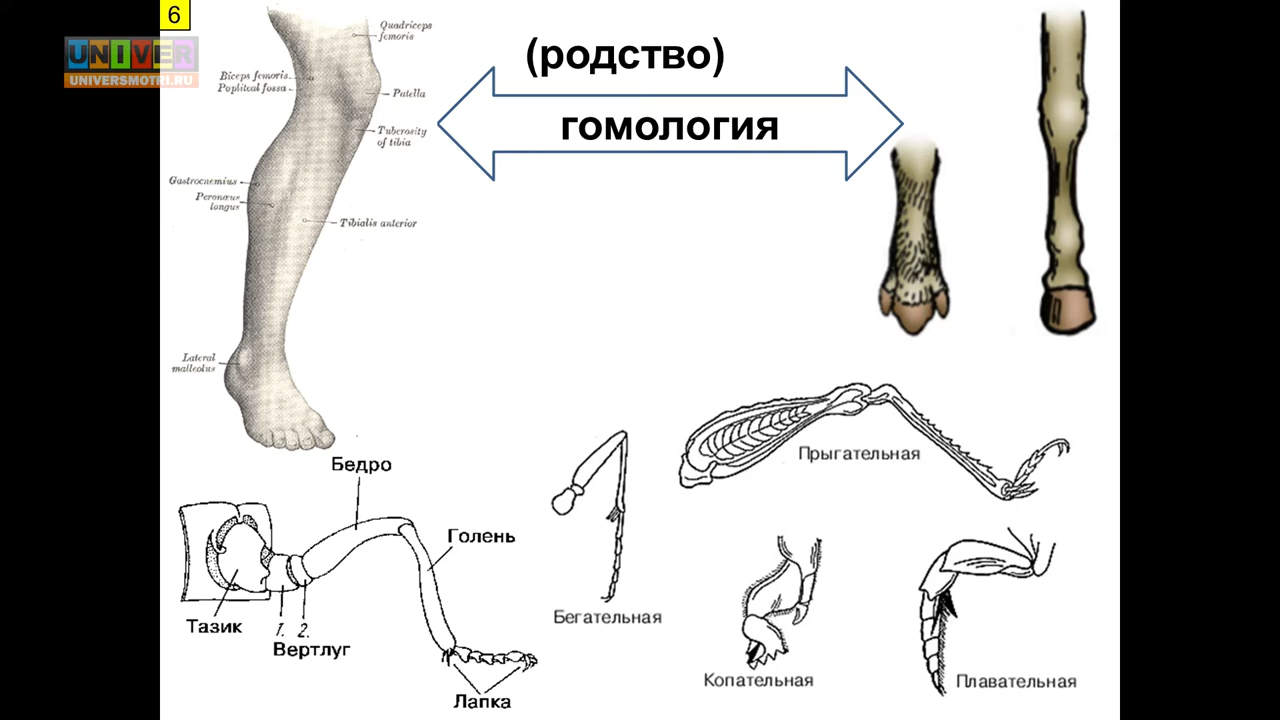 6
UNIVER
UNIVERSMOTRI.RU
(родство)
гомология
Quadriceps
femoris
Biceps femoris
Popliteal fossa
Patella
Tuberosity
of tibia
Gastrocnemius
Peronæus
longus
Tibialis anterior
Lateral
malleolus
Бедро
Голень
Тазик
1. 2.
Вертлуг
Лапка
Бегательная
Прыгательная
Копательная
Плавательная